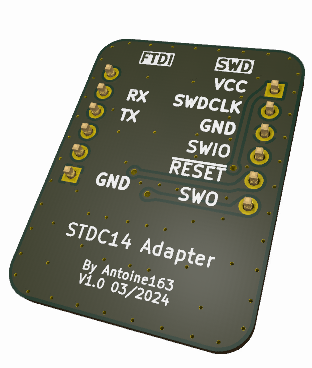 FTDI
SWD
VCC
RX
SWDCLK
TX
GND
SWIO
RESET
GND
SWO
STDC14 Adapter
By Antoine163
V1.0 03/2024